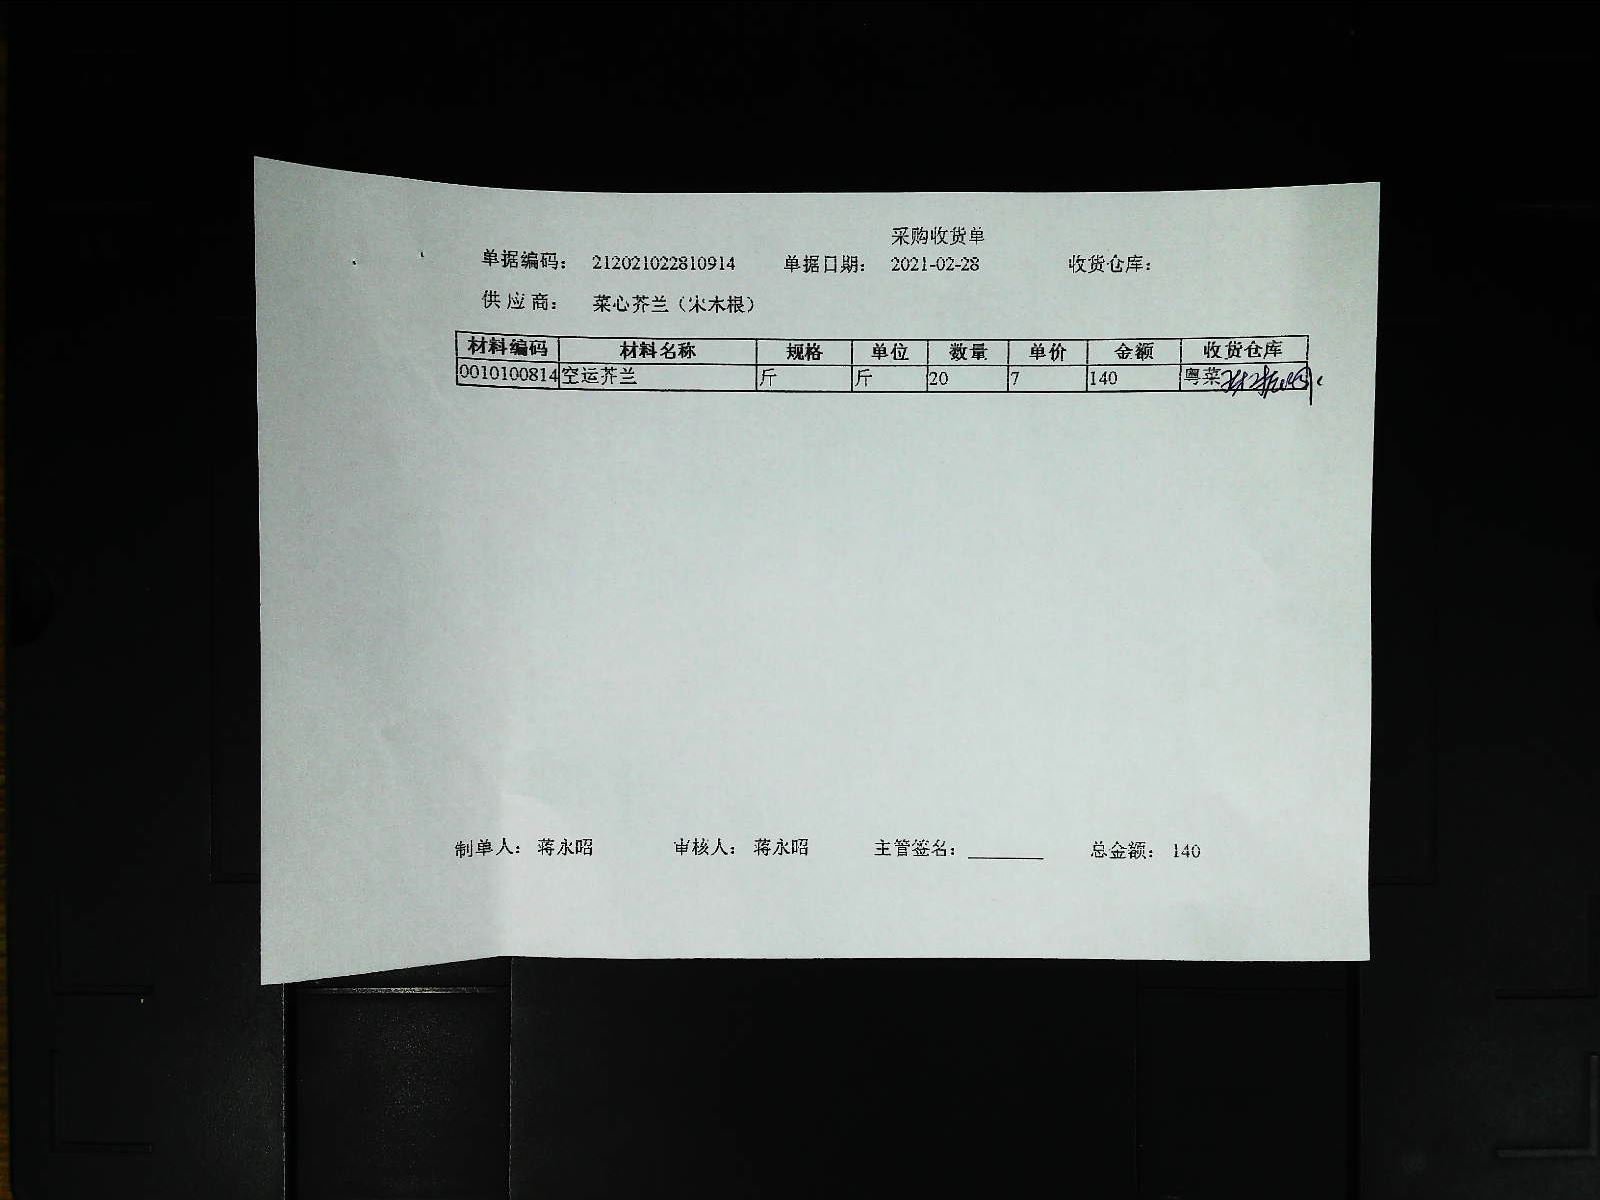 采购收货单
单据编码： 212021022810914 单据日期： 2021-02-28 收货仓库：
供 应 商： 菜心芥兰（宋木根）
材料编码 材料名称 规格 单位 数量 单价 金额 收货仓库
0010100814 空运芥兰 斤 斤 20 7 140 粤菜
制单人： 蒋永昭 审核人： 蒋永昭 主管签名： 总金额： 140